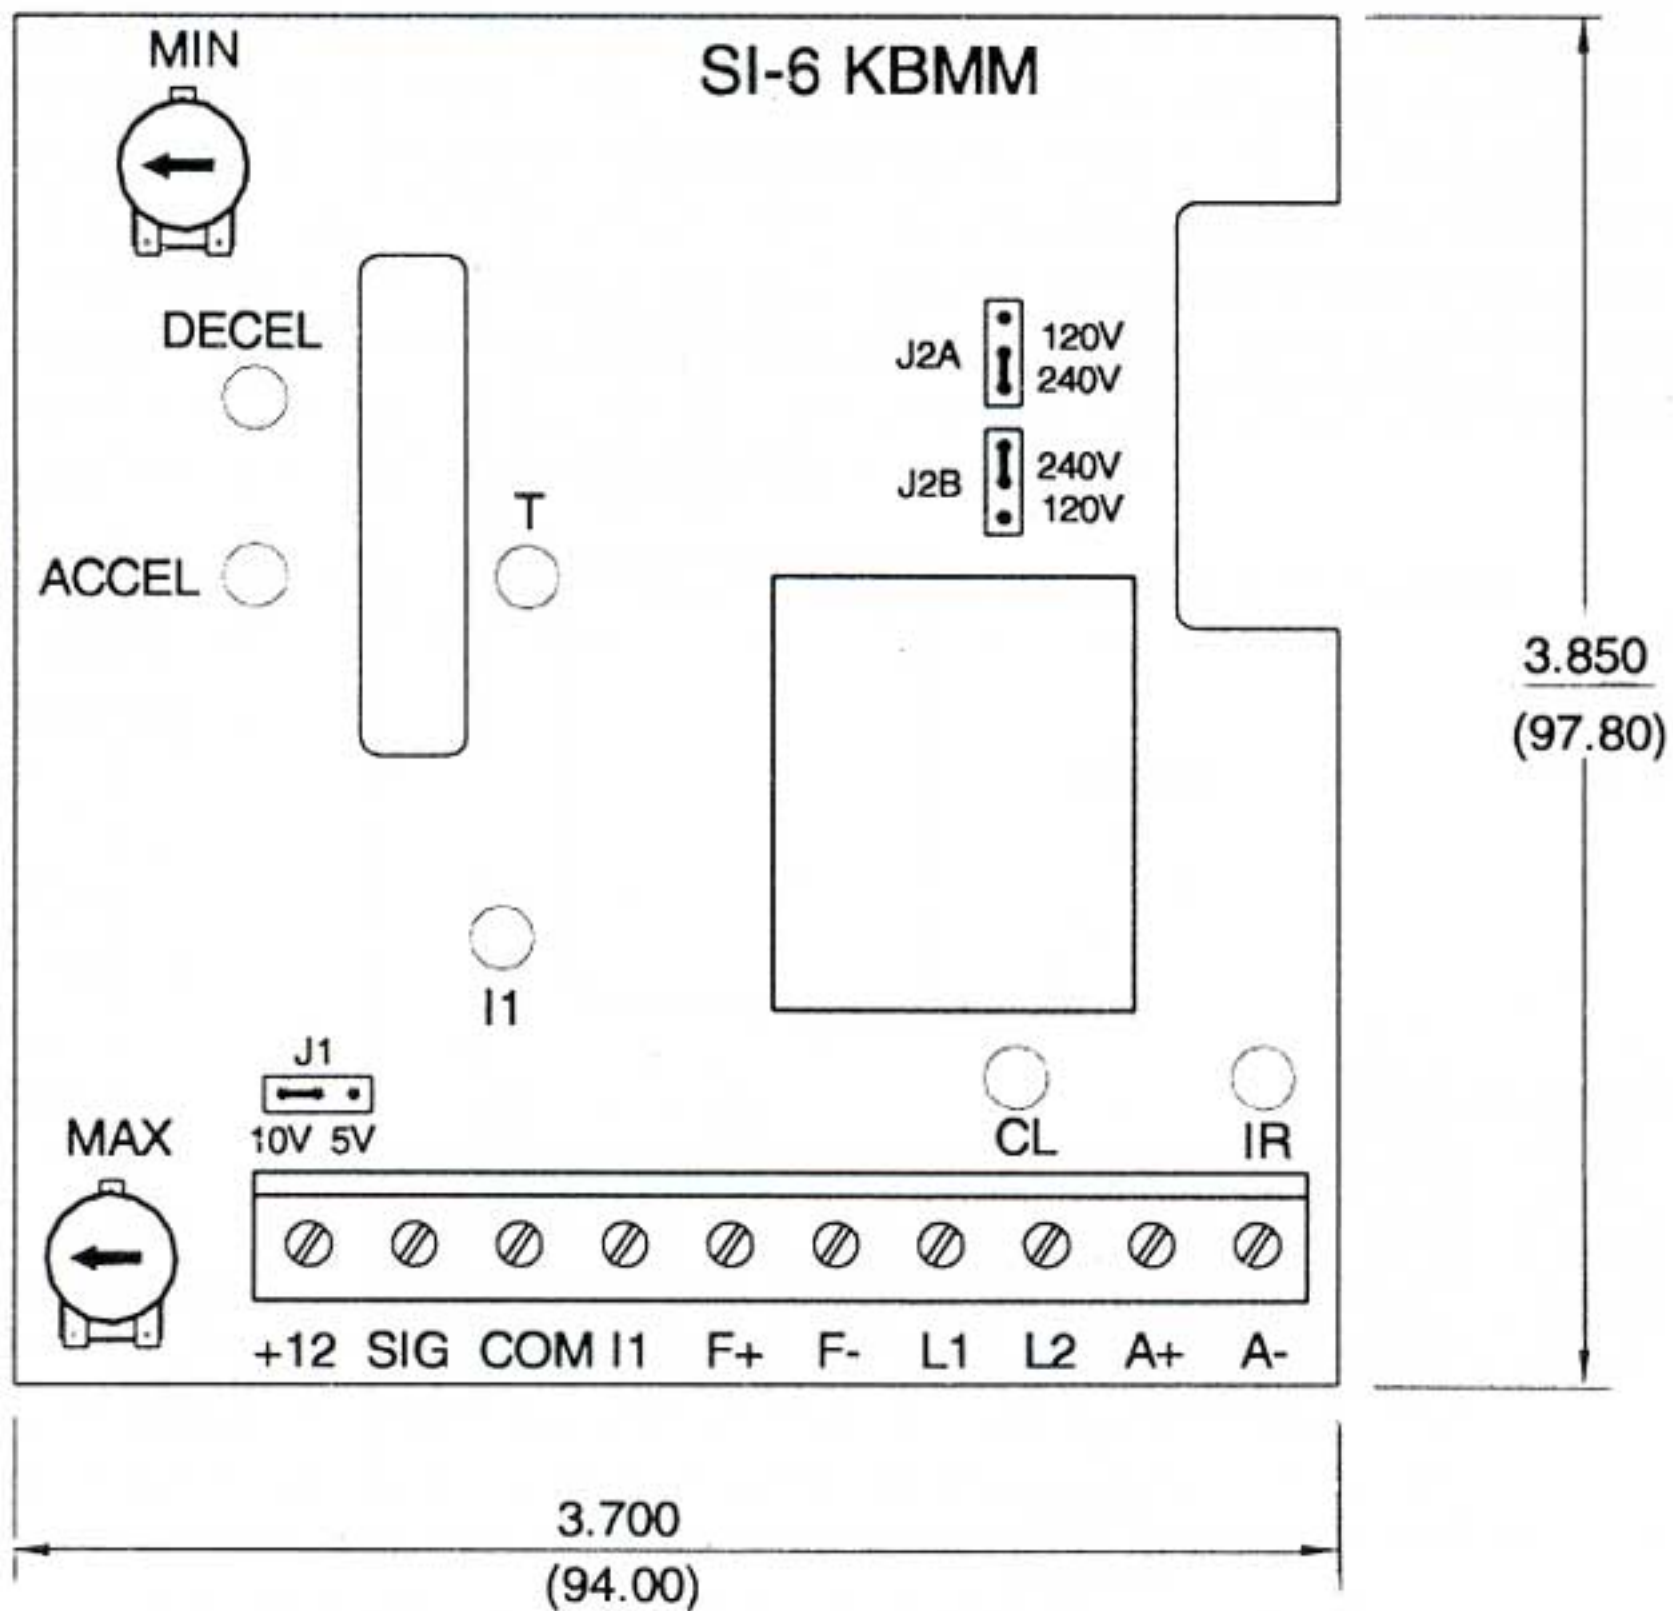 MIN
SI-6 KBMM
DECEL
J2A
120V
240V
J2B
240V
120V
T
ACCEL
3.850
(97.80)
I1
J1
10V 5V
MAX
CL
IR
+12 SIG COM I1 F+ F- L1 L2 A+ A-
3.700
(94.00)